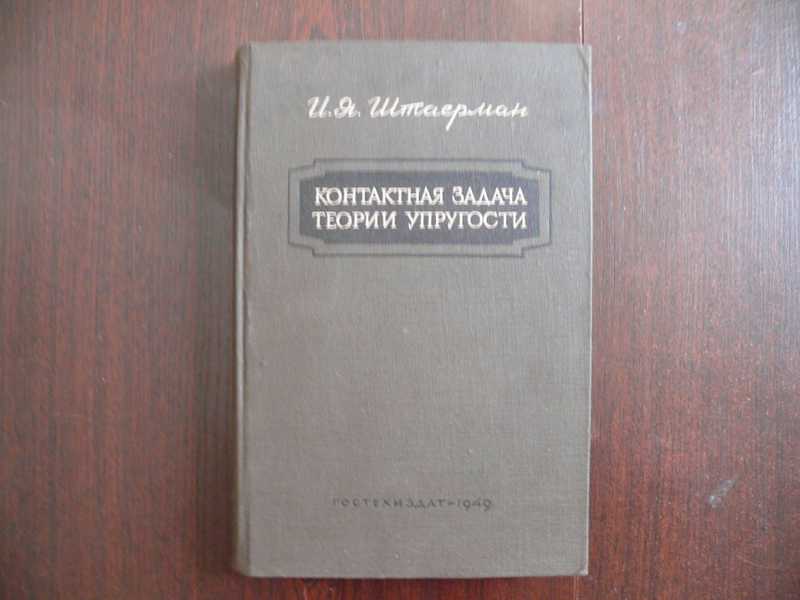 И. Я. Штаерман
КОНТАКТНАЯ ЗАДАЧА
ТЕОРИИ УПРУГОСТИ
ГОСТЕХИЗДАТ-1949